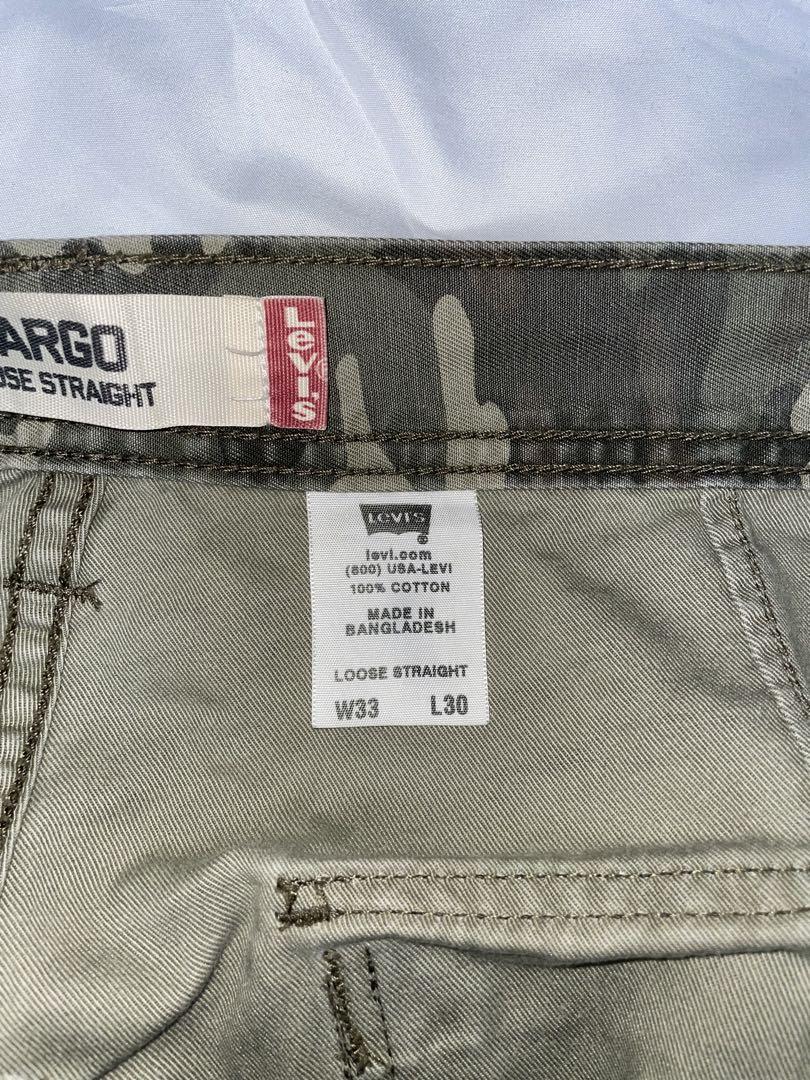 ARGO
OSE STRAIGHT
Levi's
LEVI'S
®
levi.com
(800) USA-LEVI
100% COTTON
MADE IN
BANGLADESH
LOOSE STRAIGHT
W33 L30